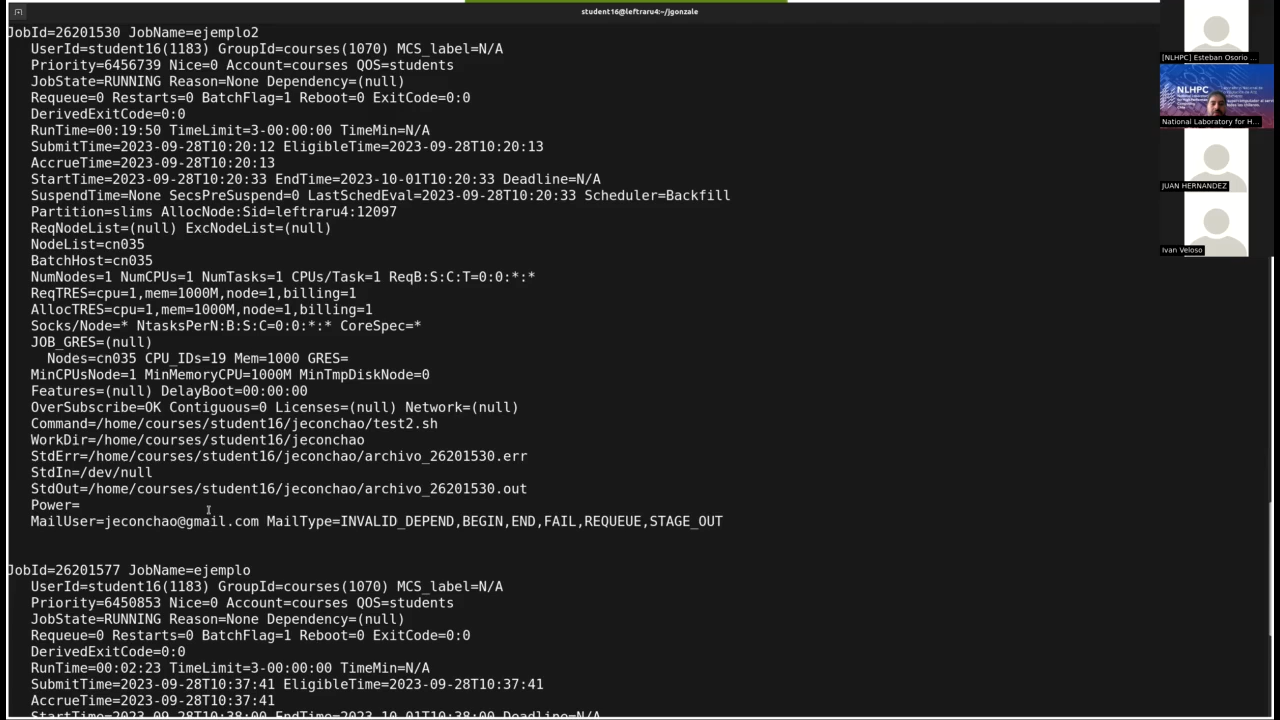 student16@leftraru4:~/jgonzale
JobId=26201530 JobName=ejemplo2
UserId=student16(1183) GroupId=courses(1070) MCS_label=N/A
Priority=6456739 Nice=0 Account=courses QOS=students
JobState=RUNNING Reason=None Dependency=(null)
Requeue=0 Restarts=0 BatchFlag=1 Reboot=0 ExitCode=0:0
DerivedExitCode=0:0
RunTime=00:19:50 TimeLimit=3-00:00:00 TimeMin=N/A
SubmitTime=2023-09-28T10:20:12 EligibleTime=2023-09-28T10:20:13
AccrueTime=2023-09-28T10:20:13
StartTime=2023-09-28T10:20:33 EndTime=2023-10-01T10:20:33 Deadline=N/A
SuspendTime=None SecsPreSuspend=0 LastSchedEval=2023-09-28T10:20:33 Scheduler=Backfill
Partition=slims AllocNode:Sid=leftraru4:12097
ReqNodeList=(null) ExcNodeList=(null)
NodeList=cn035
BatchHost=cn035
NumNodes=1 NumCPUs=1 NumTasks=1 CPUs/Task=1 ReqB:S:C:T=0:0:*:*
ReqTRES=cpu=1,mem=1000M,node=1,billing=1
AllocTRES=cpu=1,mem=1000M,node=1,billing=1
Socks/Node=* NtasksPerN:B:S:C=0:0:*:* CoreSpec=*
JOB_GRES=(null)
Nodes=cn035 CPU_IDs=19 Mem=1000 GRES=
MinCPUsNode=1 MinMemoryCPU=1000M MinTmpDiskNode=0
Features=(null) DelayBoot=00:00:00
OverSubscribe=OK Contiguous=0 Licenses=(null) Network=(null)
Command=/home/courses/student16/jeconchao/test2.sh
WorkDir=/home/courses/student16/jeconchao
StdErr=/home/courses/student16/jeconchao/archivo_26201530.err
StdIn=/dev/null
StdOut=/home/courses/student16/jeconchao/archivo_26201530.out
Power=
MailUser=jeconchao@gmail.com MailType=INVALID_DEPEND,BEGIN,END,FAIL,REQUEUE,STAGE_OUT
JobId=26201577 JobName=ejemplo
UserId=student16(1183) GroupId=courses(1070) MCS_label=N/A
Priority=6450853 Nice=0 Account=courses QOS=students
JobState=RUNNING Reason=None Dependency=(null)
Requeue=0 Restarts=0 BatchFlag=1 Reboot=0 ExitCode=0:0
DerivedExitCode=0:0
RunTime=00:02:23 TimeLimit=3-00:00:00 TimeMin=N/A
SubmitTime=2023-09-28T10:37:41 EligibleTime=2023-09-28T10:37:41
AccrueTime=2023-09-28T10:37:41
StartTime=2023-09-28T10:38:00 EndTime=2023-10-01T10:38:00 Deadline=N/A
[NLHPC] Esteban Osorio ...
NLHPC
National Laboratory for H...
JUAN HERNANDEZ
Ivan Veloso